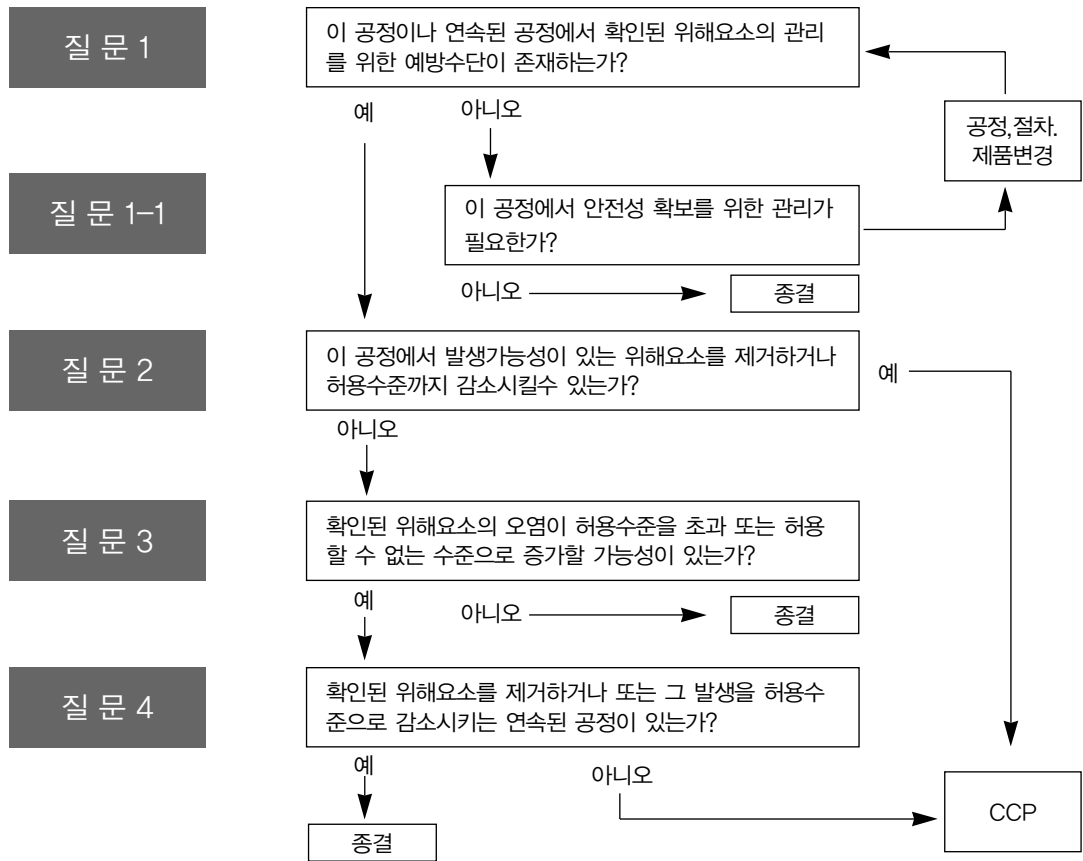 질 문 1
이 공정이나 연속된 공정에서 확인된 위해요소의 관리
를 위한 예방수단이 존재하는가?
예
아니오
공정,절차.
제품변경
질 문 1-1
이 공정에서 안전성 확보를 위한 관리가
필요한가?
아니오
종결
질 문 2
이 공정에서 발생가능성이 있는 위해요소를 제거하거나
허용수준까지 감소시킬수 있는가?
예
아니오
질 문 3
확인된 위해요소의 오염이 허용수준을 초과 또는 허용
할 수 없는 수준으로 증가할 가능성이 있는가?
예
아니오
종결
질 문 4
확인된 위해요소를 제거하거나 또는 그 발생을 허용수
준으로 감소시키는 연속된 공정이 있는가?
예
아니오
종결
CCP